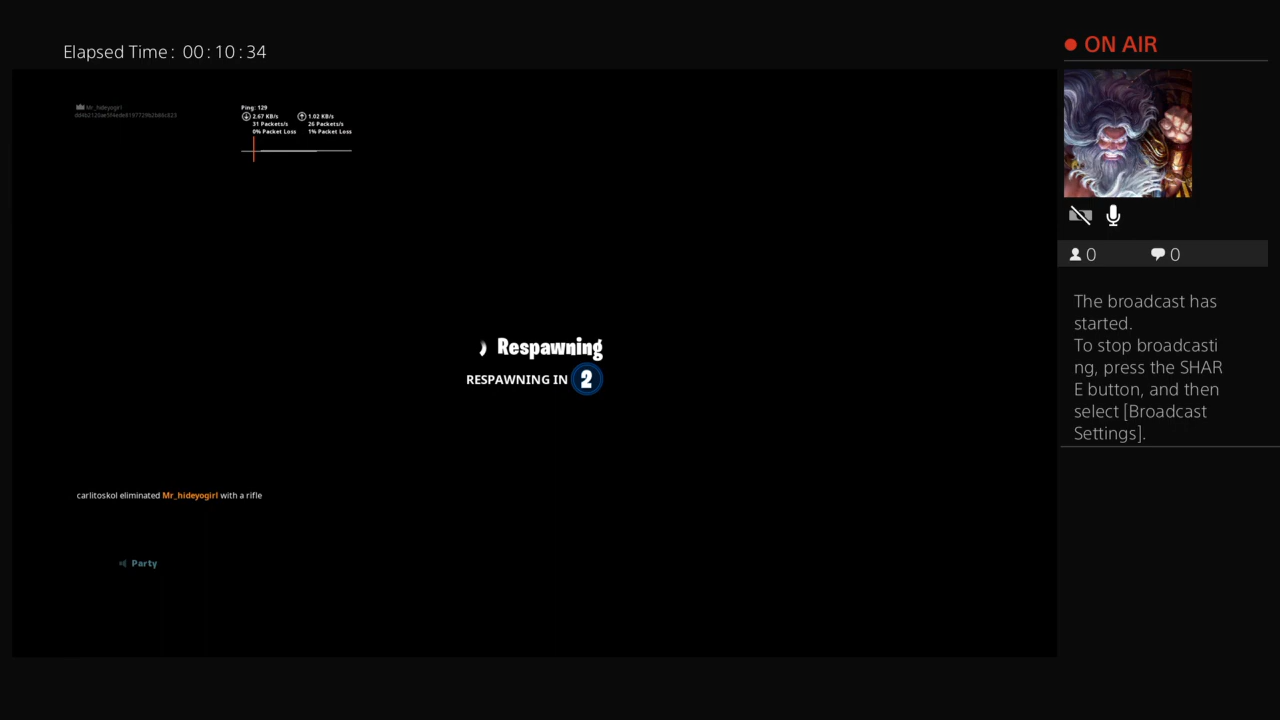 Elapsed Time: 00:10:34
ON AIR
Mr_hideyogirl
Ping: 129
2.67 KB/s 1.02 KB/s
31 Packets/s 26 Packets/s
0% Packet Loss 1% Packet Loss
0 0
The broadcast has
started.
To stop broadcasti
ng, press the SHAR
E button, and then
select [Broadcast
Settings].
Respawning
RESPAWNING IN 2
carlitoskol eliminated Mr_hideyogirl with a rifle
Party